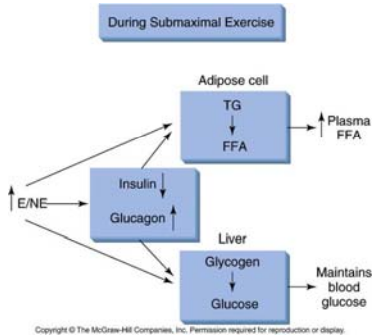 During Submaximal Exercise
Adipose cell
TG
FFA
↑ Plasma
FFA
↑ E/NE
Insulin ↓
Glucagon ↑
Liver
Glycogen
Glucose
Maintains
blood
glucose
Copyright © The McGraw-Hill Companies, Inc. Permission required for reproduction or display.